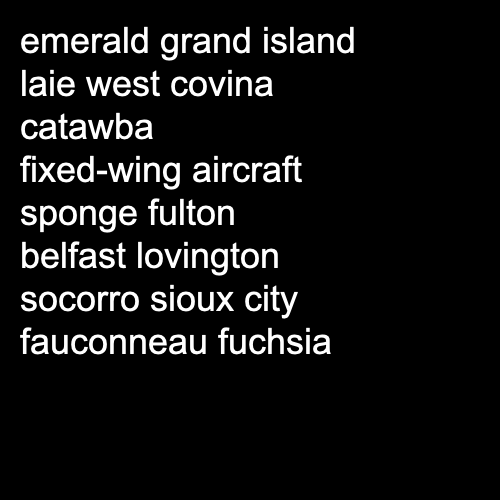 emerald grand island
laie west covina
catawba
fixed-wing aircraft
sponge fulton
belfast lovington
socorro sioux city
fauconneau fuchsia